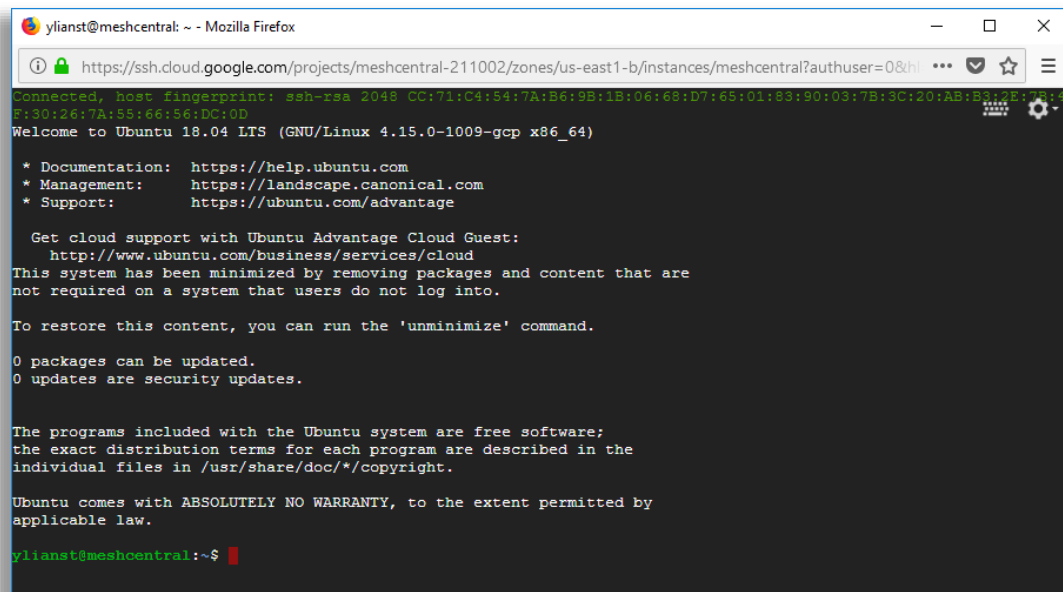 ylianst@meshcentral: ~ - Mozilla Firefox
https://ssh.cloud.google.com/projects/meshcentral-211002/zones/us-east1-b/instances/meshcentral?authuser=0&hl
Connected, host fingerprint: ssh-rsa 2048 CC:71:C4:54:7A:B6:9B:1B:06:68:D7:65:01:83:90:03:7B:3C:20:AB:B3:2E:7B:4
F:30:26:7A:55:66:56:DC:0D
Welcome to Ubuntu 18.04 LTS (GNU/Linux 4.15.0-1009-gcp x86_64)
* Documentation: https://help.ubuntu.com
* Management: https://landscape.canonical.com
* Support: https://ubuntu.com/advantage
Get cloud support with Ubuntu Advantage Cloud Guest:
http://www.ubuntu.com/business/services/cloud
This system has been minimized by removing packages and content that are
not required on a system that users do not log into.
To restore this content, you can run the 'unminimize' command.
0 packages can be updated.
0 updates are security updates.
The programs included with the Ubuntu system are free software;
the exact distribution terms for each program are described in the
individual files in /usr/share/doc/*/copyright.
Ubuntu comes with ABSOLUTELY NO WARRANTY, to the extent permitted by
applicable law.
ylianst@meshcentral:~$